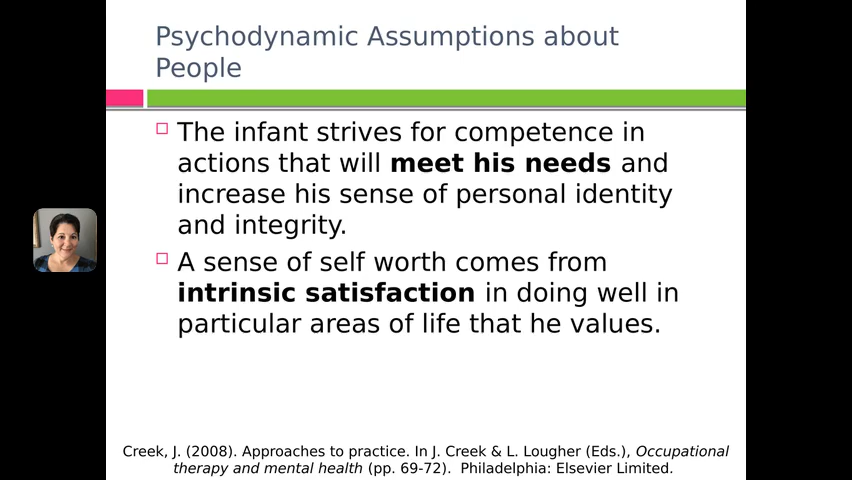 Psychodynamic Assumptions about
People
The infant strives for competence in
actions that will meet his needs and
increase his sense of personal identity
and integrity.
A sense of self worth comes from
intrinsic satisfaction in doing well in
particular areas of life that he values.
Creek, J. (2008). Approaches to practice. In J. Creek & L. Lougher (Eds.), Occupational
therapy and mental health (pp. 69-72).  Philadelphia: Elsevier Limited.